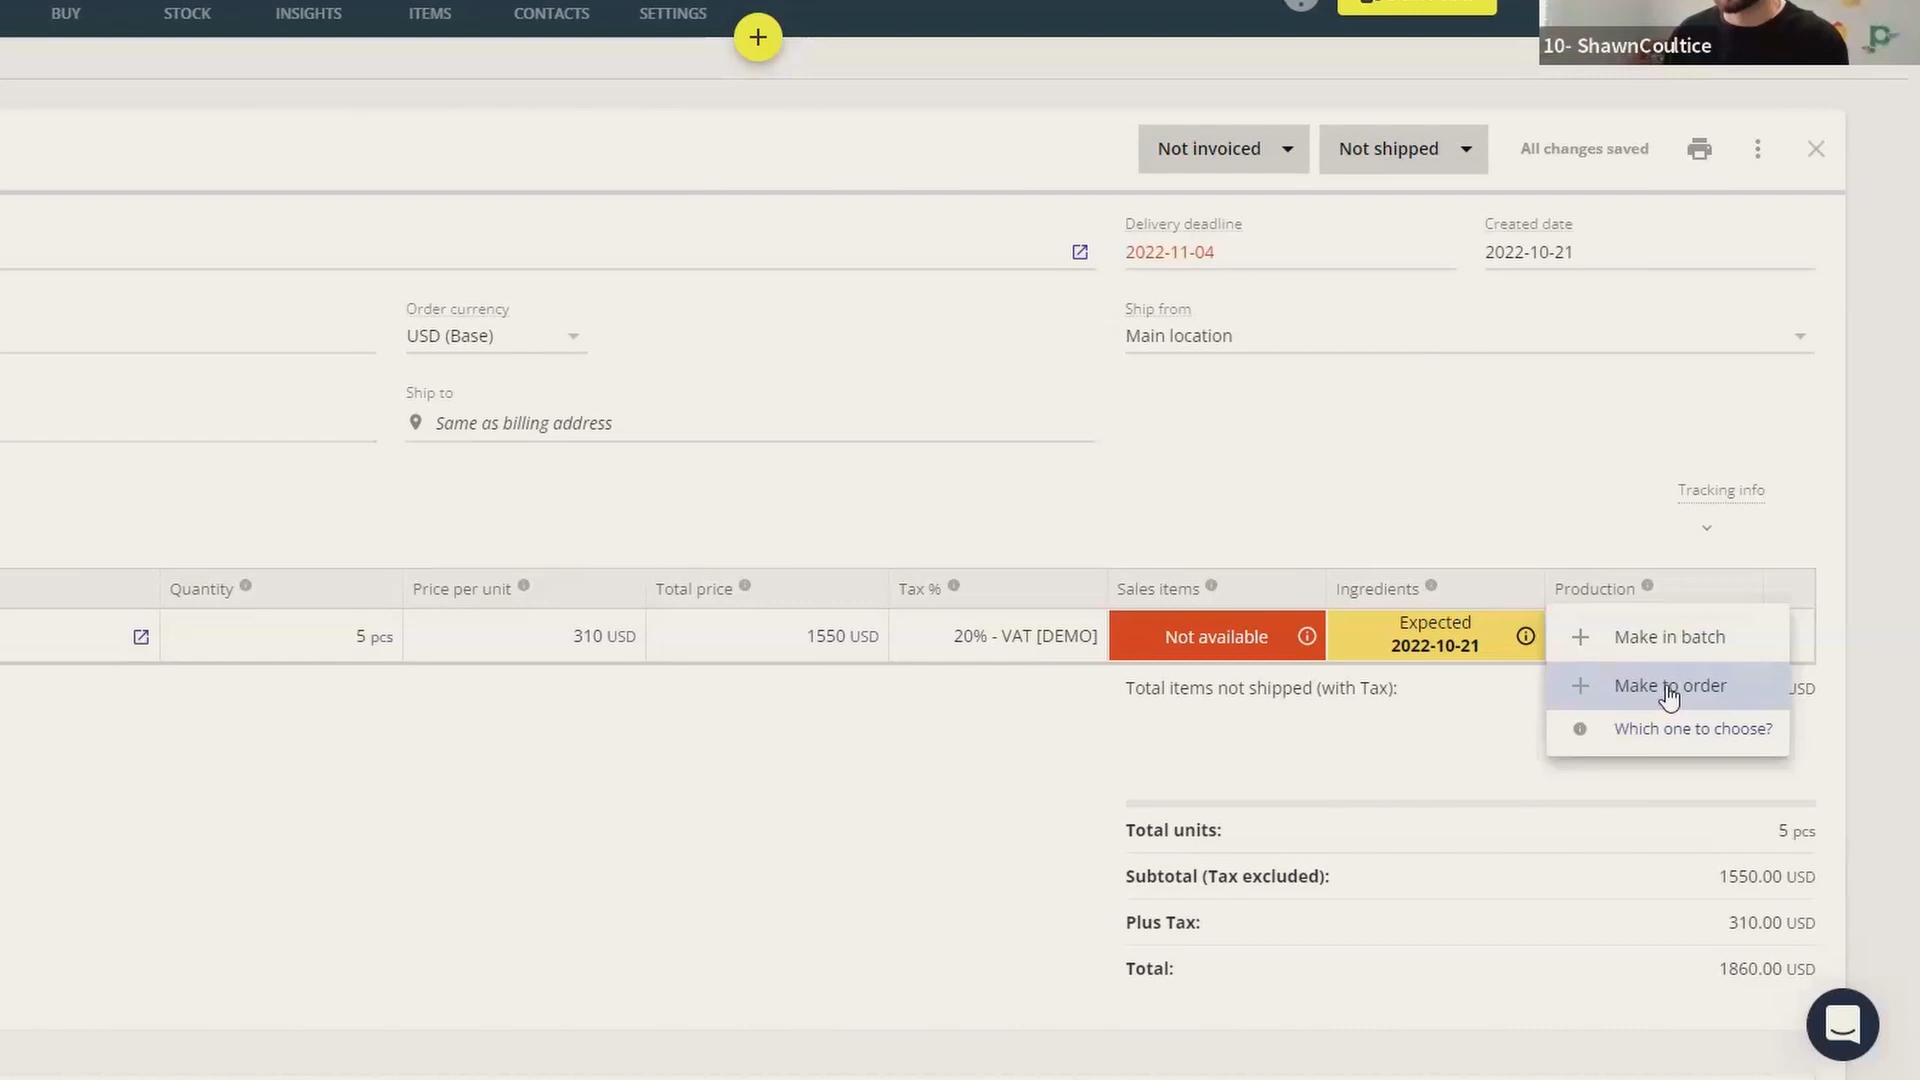 BUY STOCK INSIGHTS ITEMS CONTACTS SETTINGS
10- ShawnCoultice
Not invoiced Not shipped All changes saved
Delivery deadline Created date
2022-11-04 2022-10-21
Order currency Ship from
USD (Base) Main location
Ship to
Same as billing address
Tracking info
Quantity Price per unit Total price Tax % Sales items Ingredients Production
5 pcs 310 USD 1550 USD 20% - VAT [DEMO] Not available Expected 2022-10-21 Make in batch
Total items not shipped (with Tax): Make to order USD
Which one to choose?
Total units: 5 pcs
Subtotal (Tax excluded): 1550.00 USD
Plus Tax: 310.00 USD
Total: 1860.00 USD